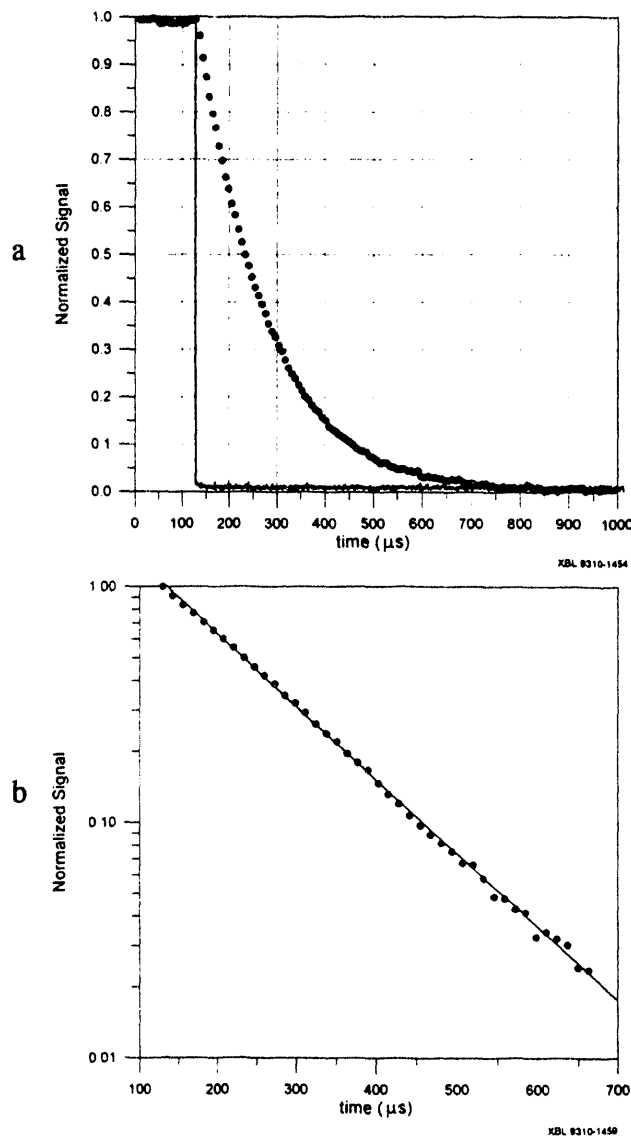 a
Normalized Signal
1.0
0.9
0.8
0.7
0.6
0.5
0.4
0.3
0.2
0 1
0.0
0 100 200 300 400 500 600 700 800 900 1000
time (μs)
XBL 9310-1454
b
Normalized Signal
1 00
0 10
0 01
100 200 300 400 500 600 700
time (μs)
XBL 9310-1459